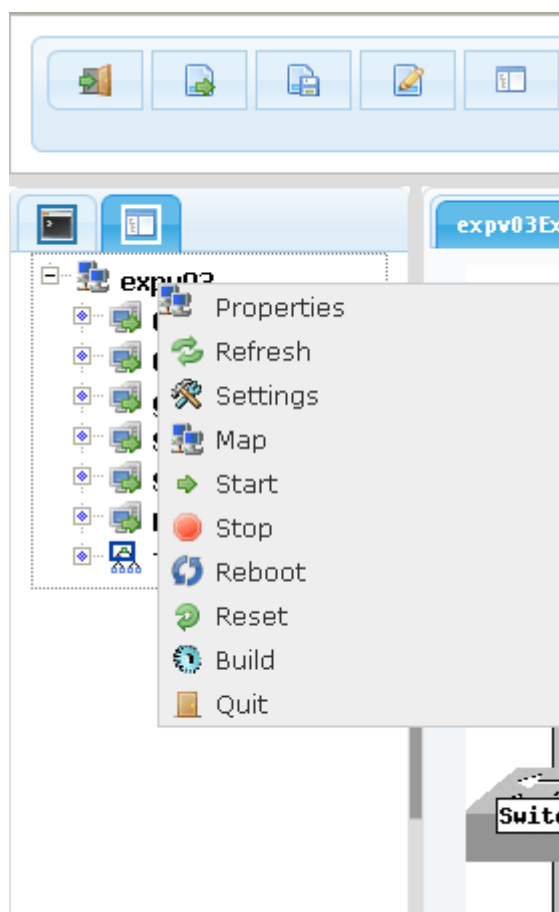 expv03Ex
expv03
Properties
Refresh
Settings
Map
Start
Stop
Reboot
Reset
Build
Quit
Switc